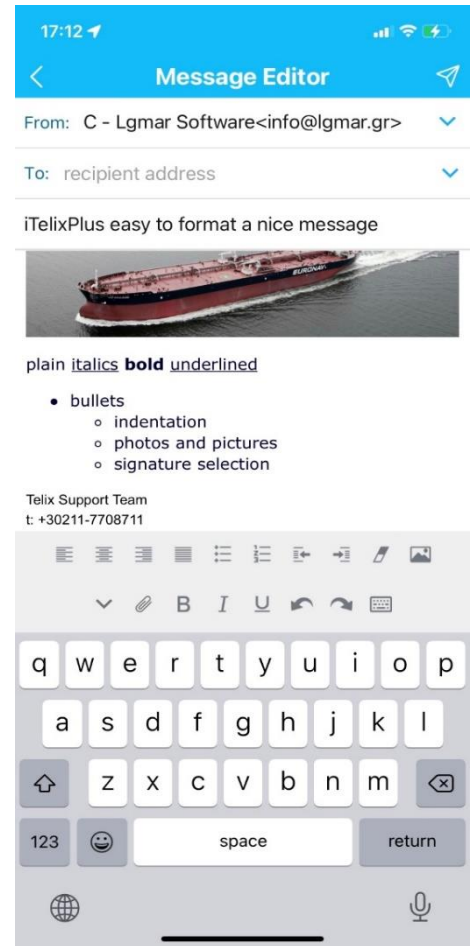 17:12
Message Editor
From: C - Lgmar Software<info@lgmar.gr>
To: recipient address
iTelixPlus easy to format a nice message
EURONAV
plain italics bold underlined
bullets
indentation
photos and pictures
signature selection
Telix Support Team
t: +30211-7708711
B I U
q w e r t y u i o p
a s d f g h j k l
z x c v b n m
123 space return